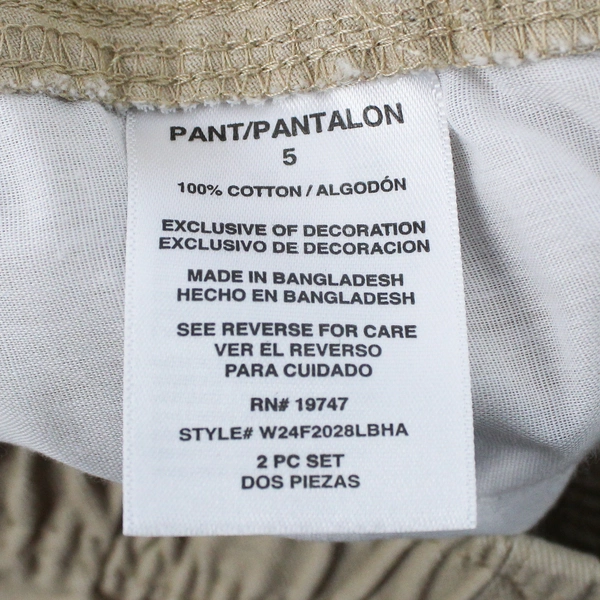 PANT/PANTALON
5
100% COTTON / ALGODÓN
EXCLUSIVE OF DECORATION
EXCLUSIVO DE DECORACION
MADE IN BANGLADESH
HECHO EN BANGLADESH
SEE REVERSE FOR CARE
VER EL REVERSO
PARA CUIDADO
RN# 19747
STYLE# W24F2028LBHA
2 PC SET
DOS PIEZAS